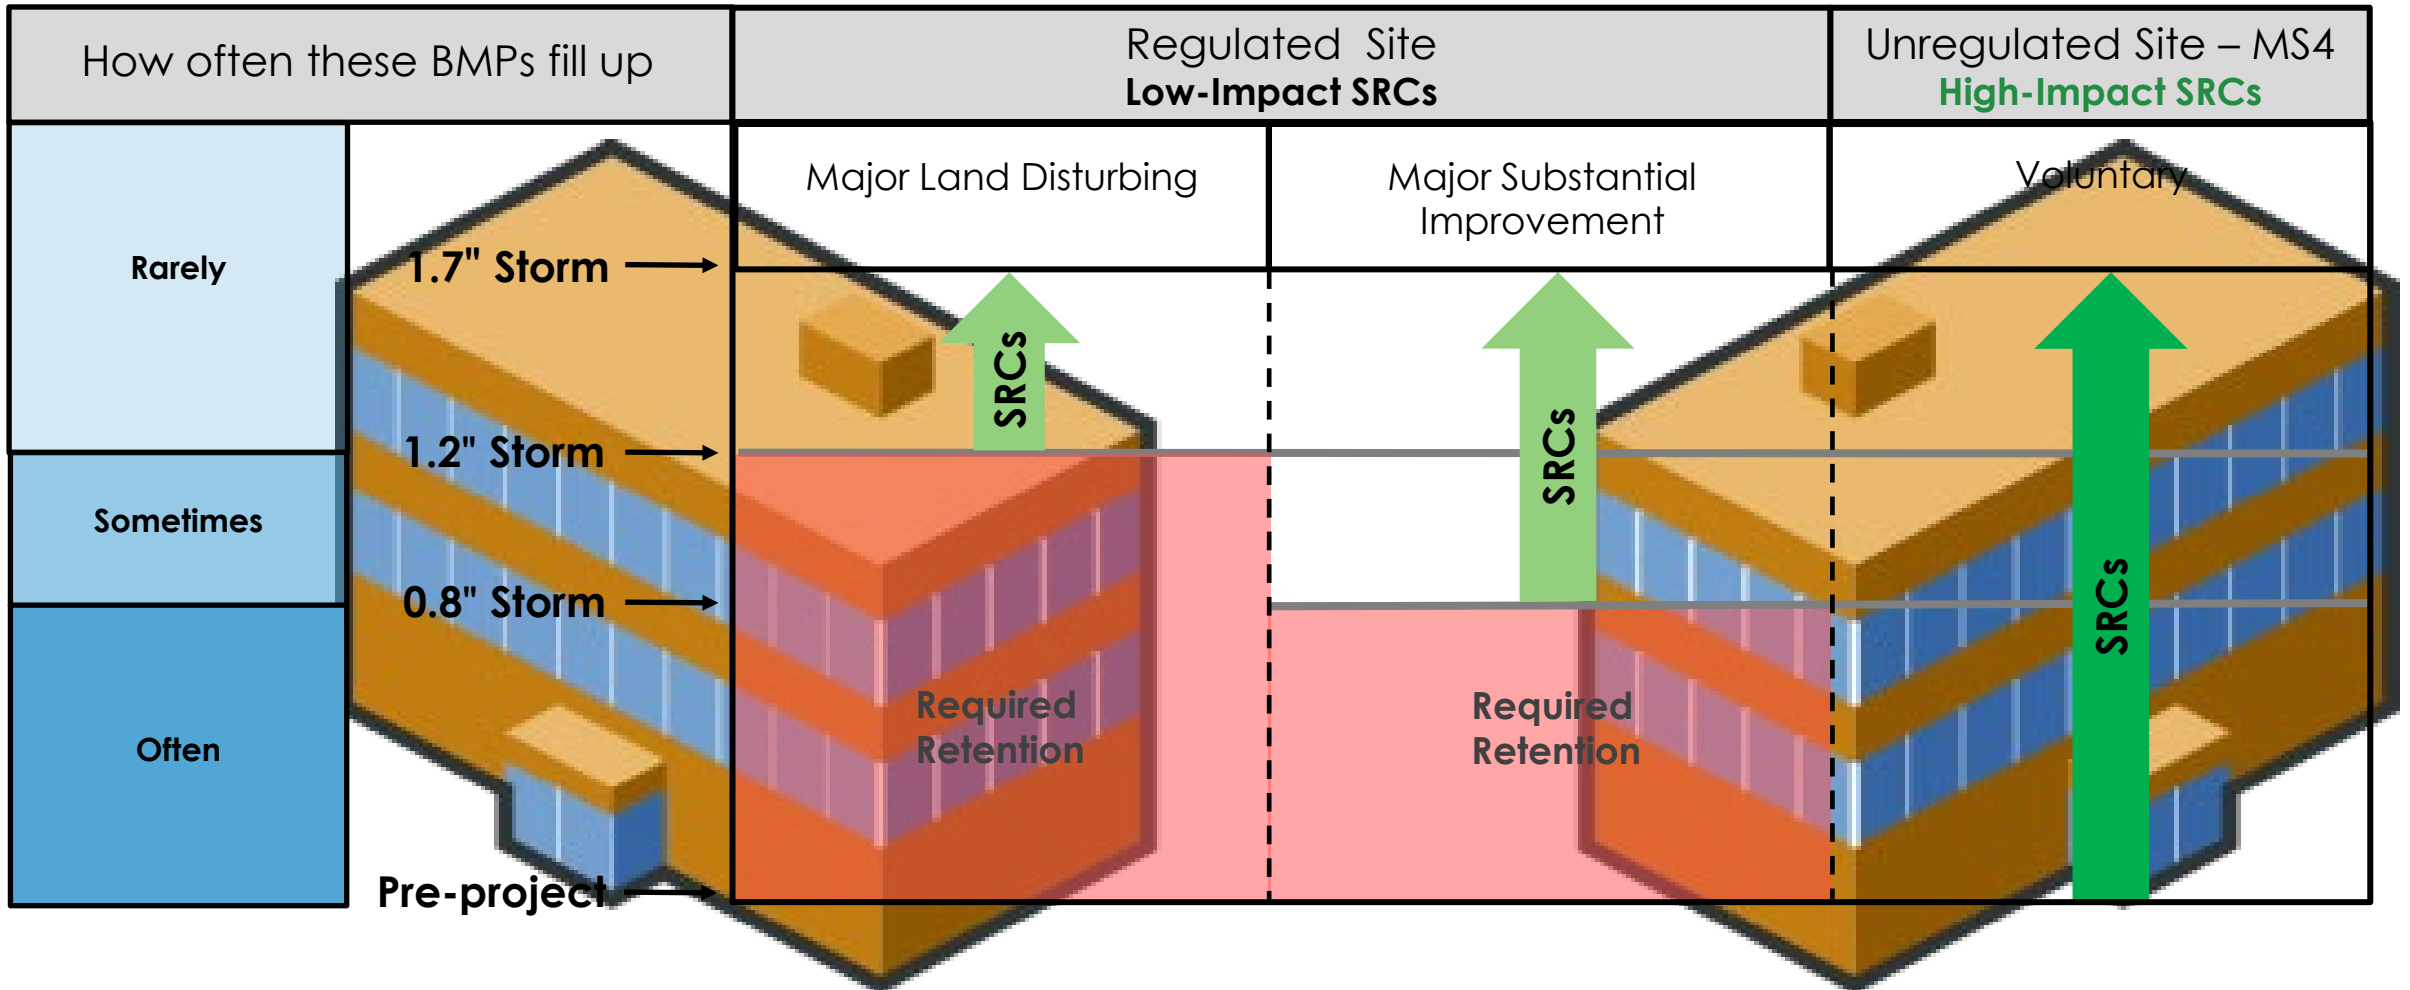 How often these BMPs fill up
Regulated Site
Low-Impact SRCs
Unregulated Site – MS4
High-Impact SRCs
Major Land Disturbing
Major Substantial
Improvement
Voluntary
Rarely
1.7" Storm
SRCs
SRCs
SRCs
1.2" Storm
Sometimes
0.8" Storm
Required
Retention
Required
Retention
Often
Pre-project